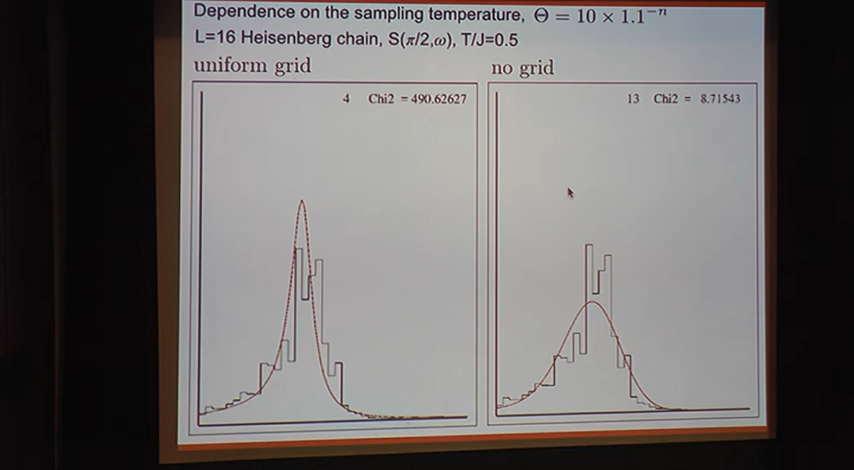 Dependence on the sampling temperature, Θ = 10 × 1.1⁻ⁿ
L=16 Heisenberg chain, S(π/2,ω), T/J=0.5
uniform grid
no grid
4 Chi2 = 490.62627
13 Chi2 = 8.71543